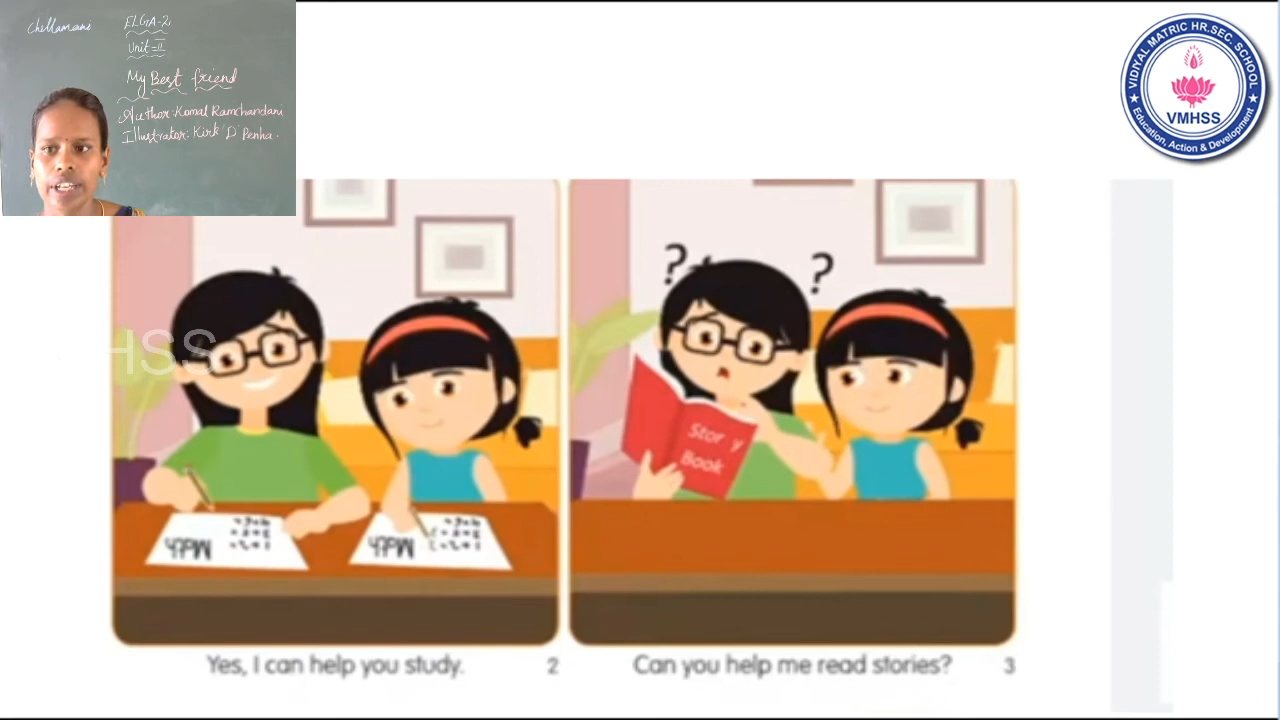 Chellamani
ELGA-2
Unit-II
My Best friend
Author: Komal Ramchandani
Illustrator: Kirk D Penha.
VIDIYAL MATRIC HR.SEC. SCHOOL
VMHSS
Education, Action & Development
HSS
Math
Math
?
?
Story
Book
Yes, I can help you study.
2
Can you help me read stories?
3